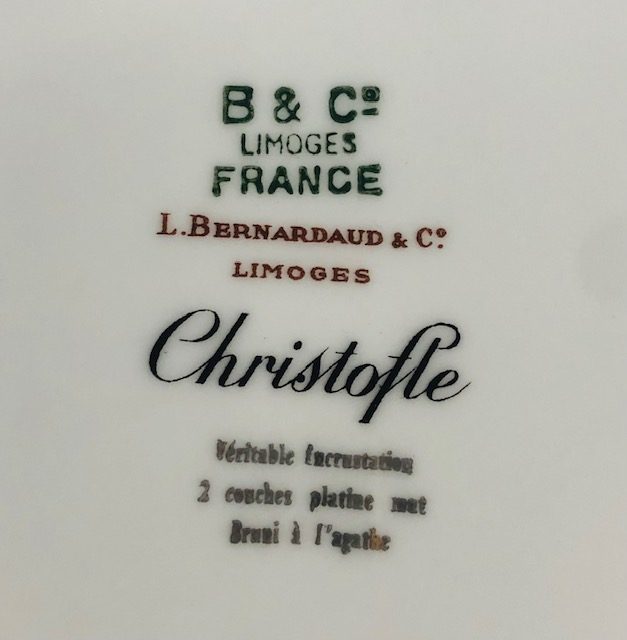 B & Cº
LIMOGES
FRANCE
L. BERNARDAUD & Cº
LIMOGES
Christofle
Véritable Incrustation
2 couches platine mat
Bruni à l'agathe